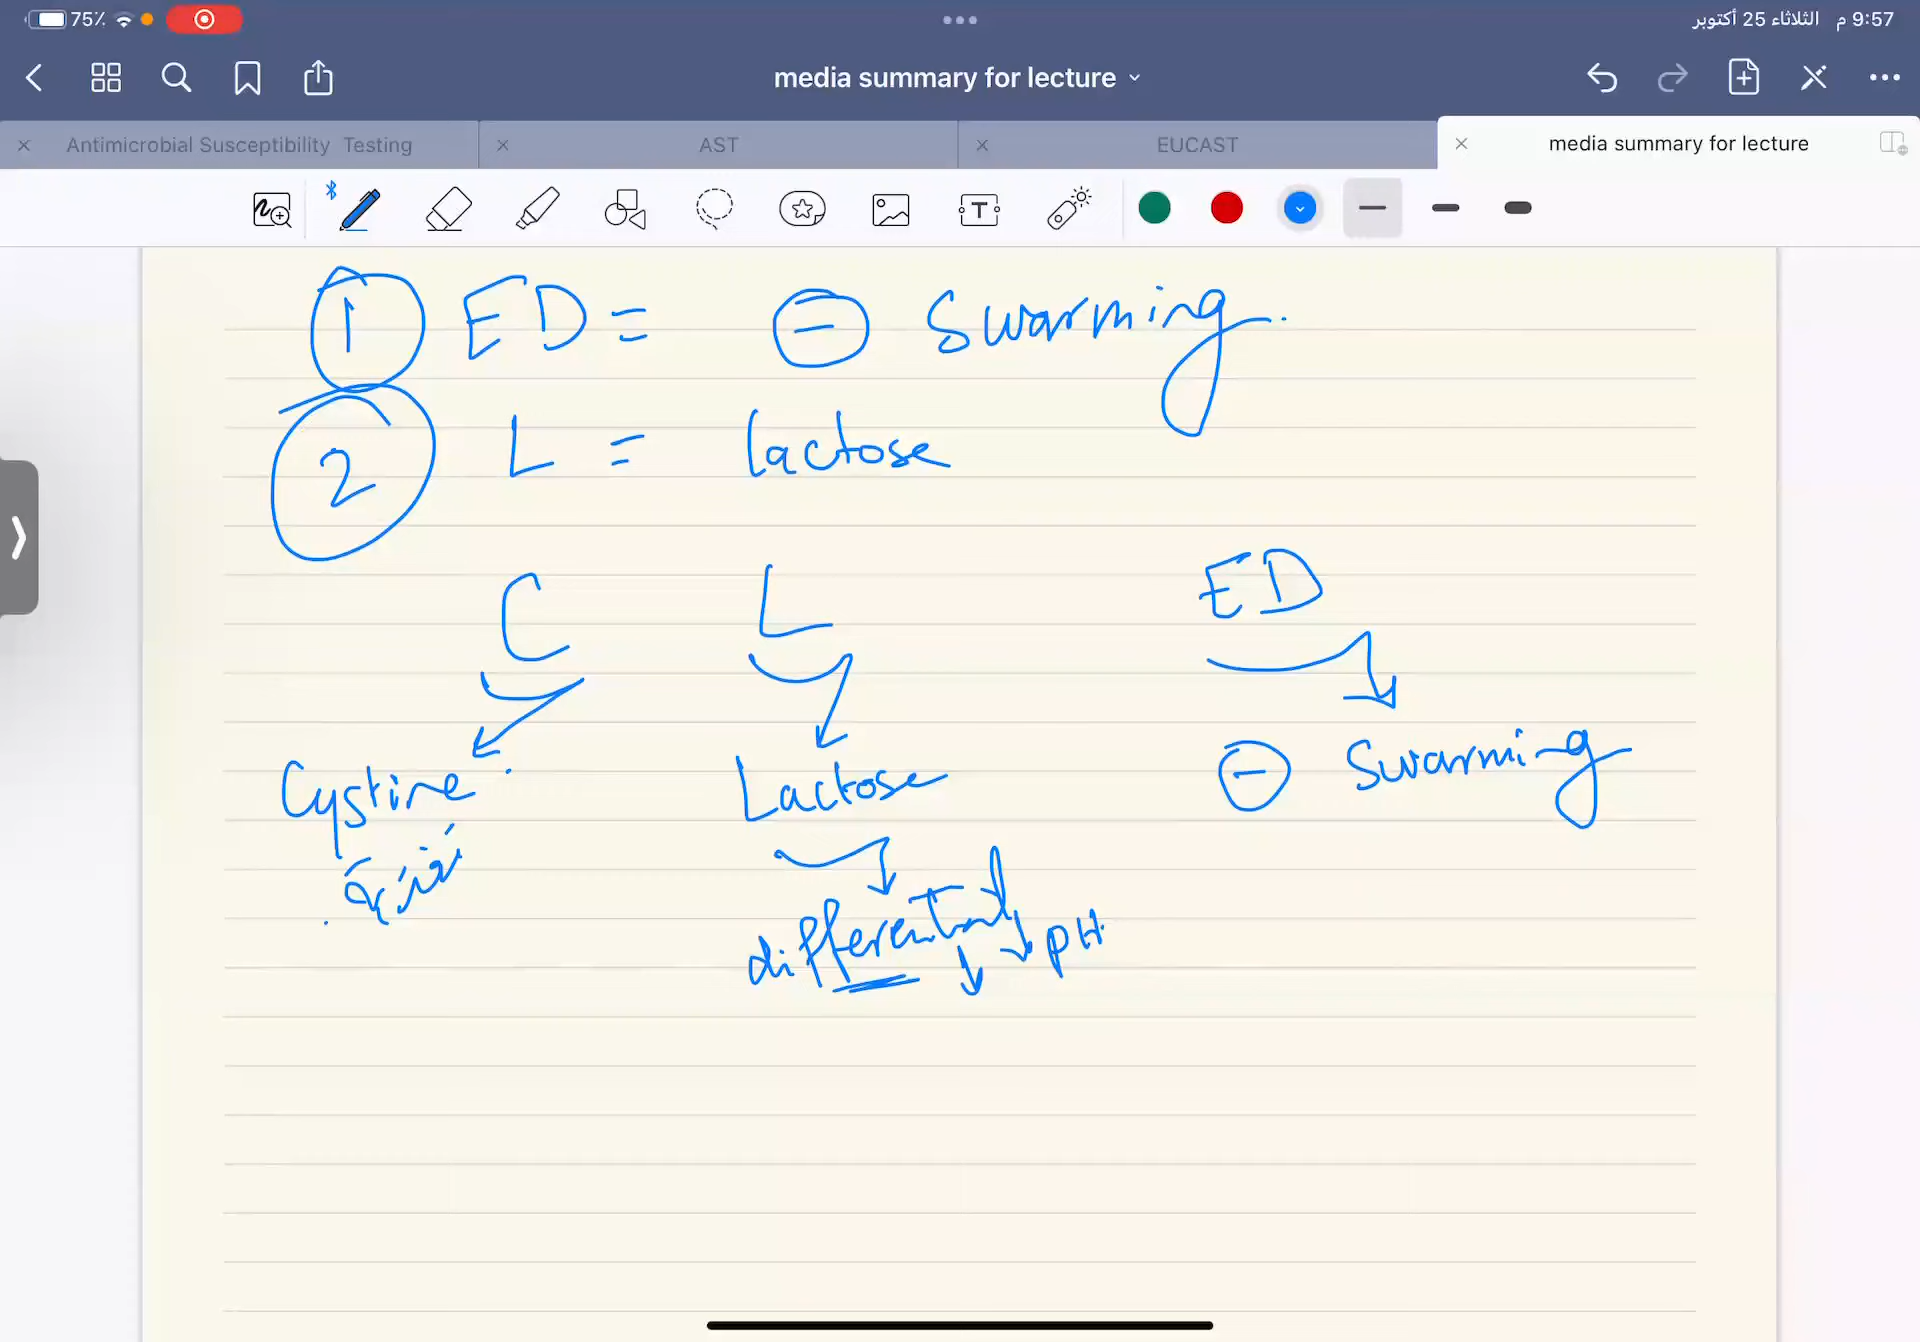 75% 9:57 م الثلاثاء 25 أكتوبر
media summary for lecture
Antimicrobial Susceptibility Testing AST EUCAST media summary for lecture
T
1 ED = − Swarming.
2 L = lactose
C L ED
Cystine Lactose − Swarming
differential ↓ pH